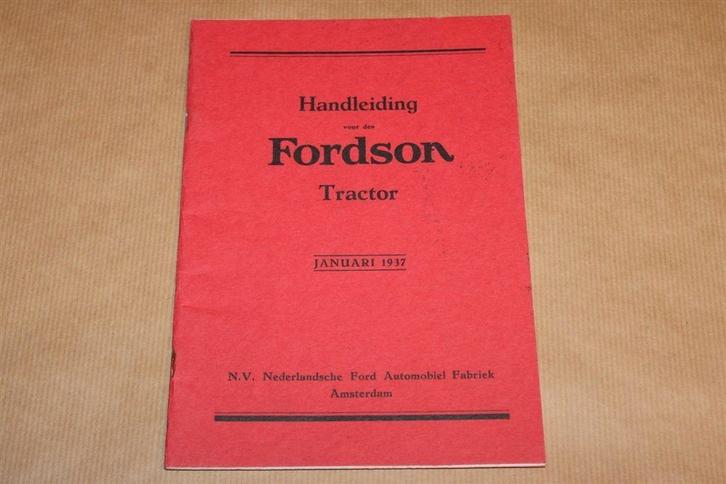 Handleiding
voor den
Fordson
Tractor
JANUARI 1937
N.V. Nederlandsche Ford Automobiel Fabriek
Amsterdam